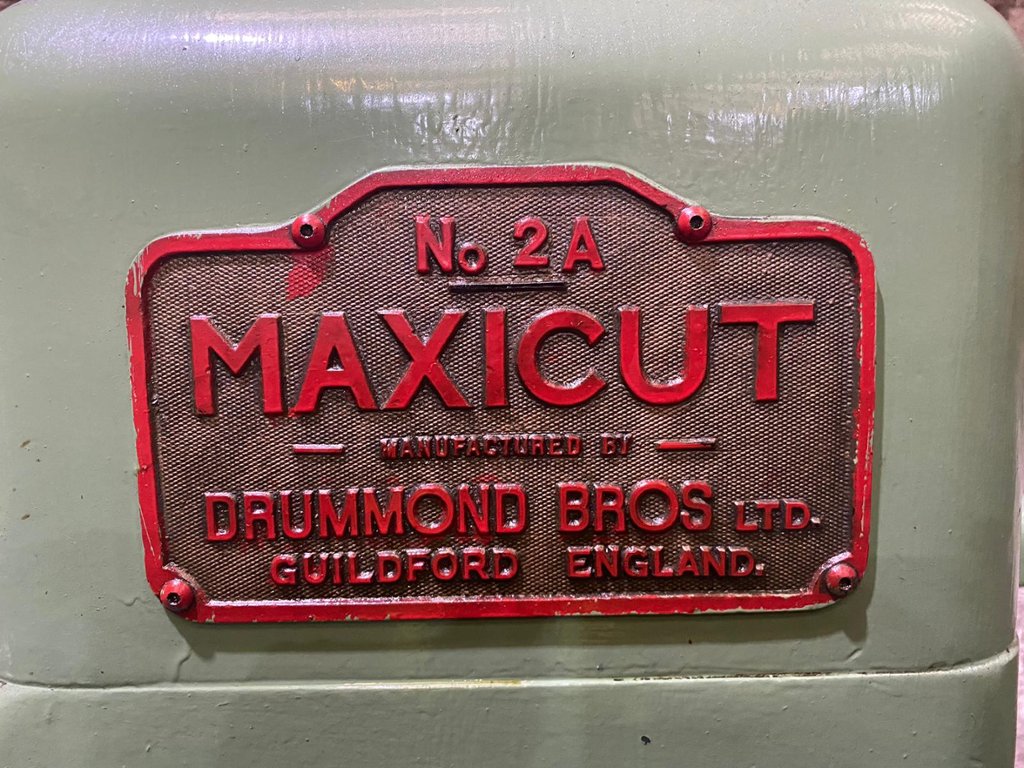 No 2A
MAXICUT
MANUFACTURED BY
DRUMMOND BROS LTD.
GUILDFORD ENGLAND.